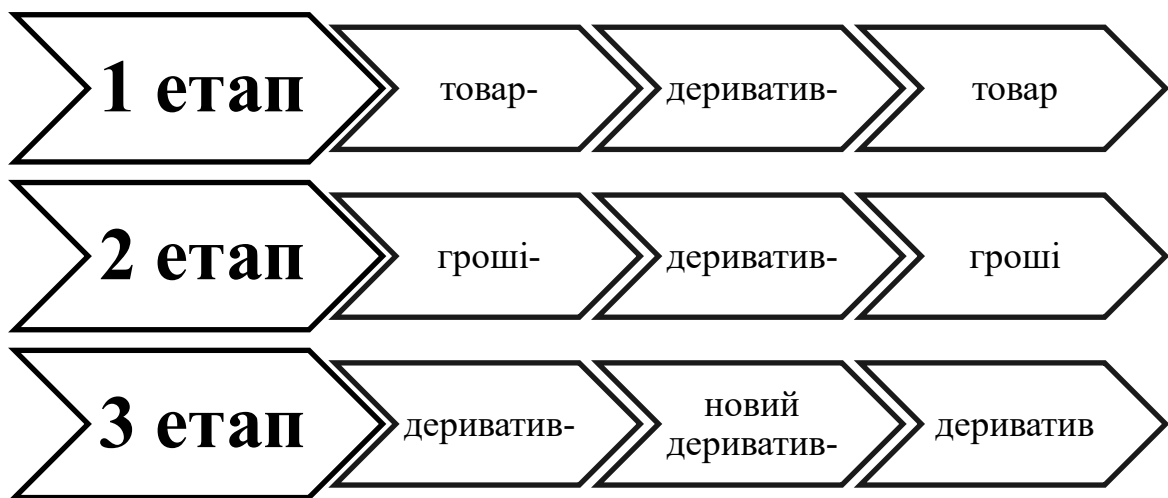 1 етап
товар-
дериватив-
товар
2 етап
гроші-
дериватив-
гроші
3 етап
дериватив-
новий
дериватив-
дериватив